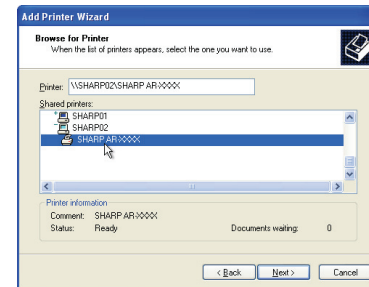 Add Printer Wizard
Browse for Printer
When the list of printers appears, select the one you want to use.
Printer: \\SHARP02\SHARP AR-XXXX
Shared printers:
SHARP01
SHARP02
SHARP AR-XXXX
Printer information
Comment: SHARP AR-XXXX
Status: Ready Documents waiting: 0
< Back Next > Cancel